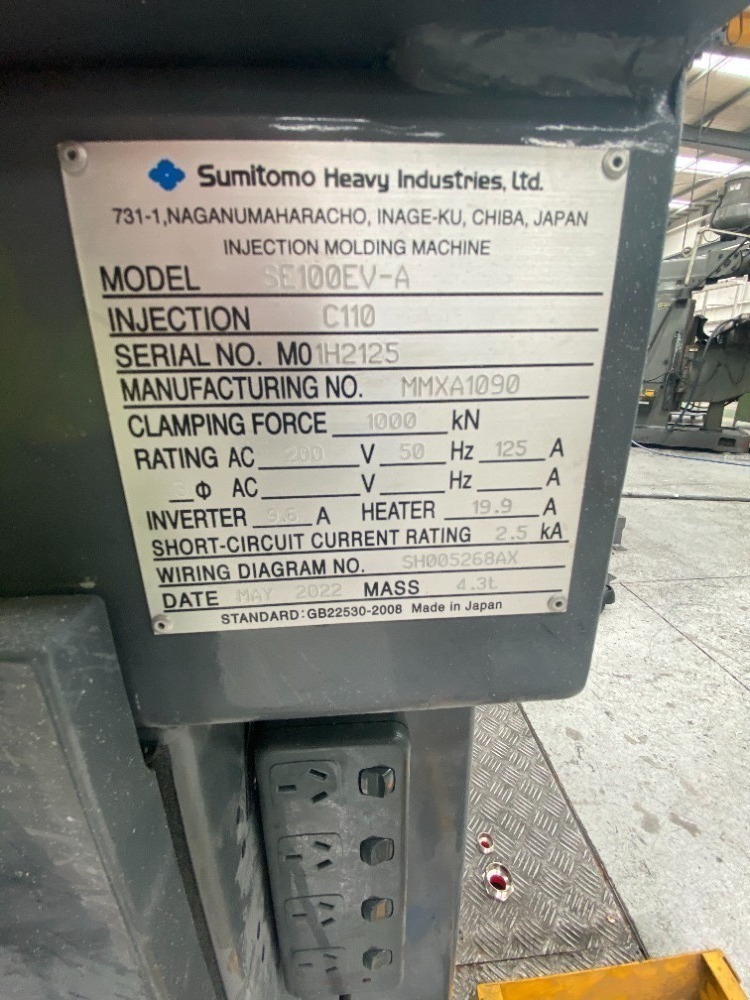 Sumitomo Heavy Industries, Ltd.
731-1,NAGANUMAHARACHO, INAGE-KU, CHIBA, JAPAN
INJECTION MOLDING MACHINE
MODEL SE100EV-A
INJECTION C110
SERIAL NO. M01H2125
MANUFACTURING NO. MMXA1090
CLAMPING FORCE 1000 kN
RATING AC 200 V 50 Hz 125 A
3 Φ AC V Hz A
INVERTER 9.6 A HEATER 19.9 A
SHORT-CIRCUIT CURRENT RATING 2.5 kA
WIRING DIAGRAM NO. SH005268AX
DATE MAY 2022 MASS 4.3t
STANDARD:GB22530-2008 Made in Japan